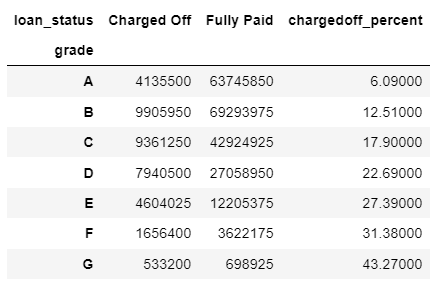 loan_status Charged Off Fully Paid chargedoff_percent
grade
A 4135500 63745850 6.09000
B 9905950 69293975 12.51000
C 9361250 42924925 17.90000
D 7940500 27058950 22.69000
E 4604025 12205375 27.39000
F 1656400 3622175 31.38000
G 533200 698925 43.27000